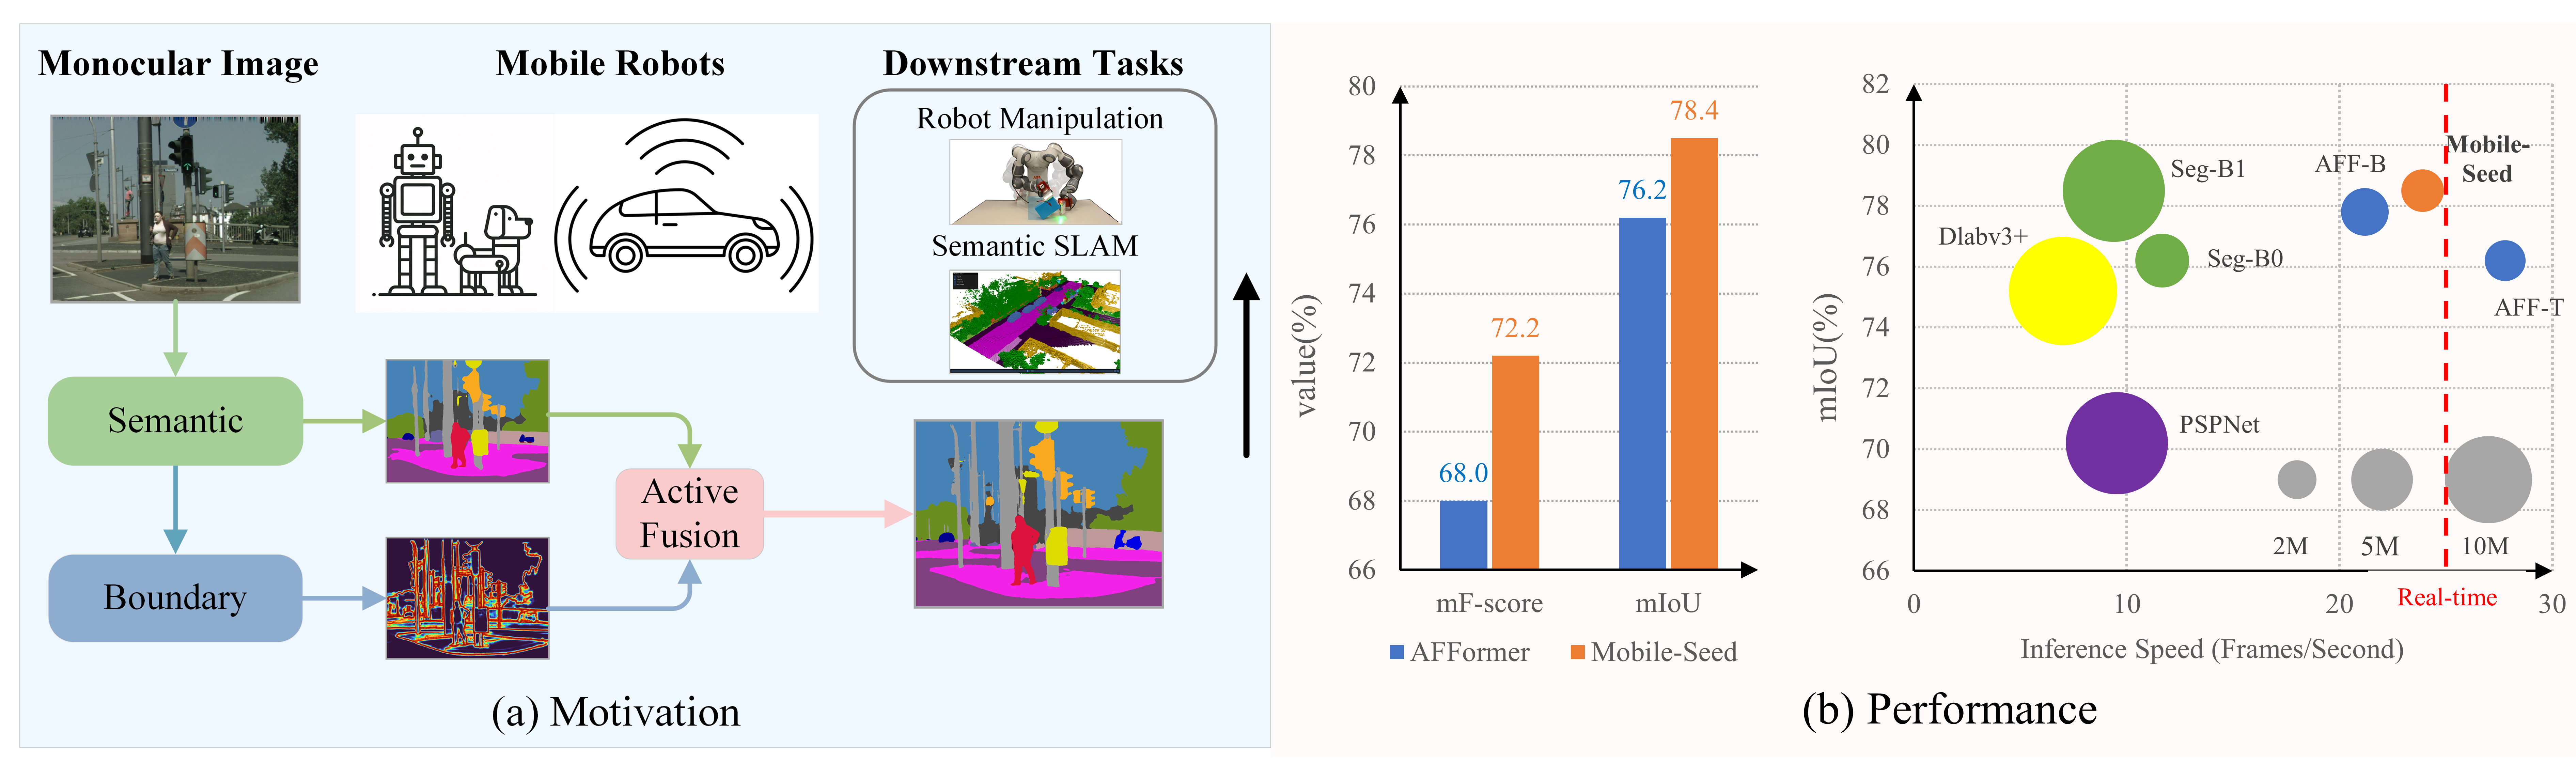 Monocular Image
Mobile Robots
Downstream Tasks
Robot Manipulation
Semantic SLAM
Semantic
Boundary
Active
Fusion
(a) Motivation
80
78
76
74
72
70
68
66
value(%)
68.0
72.2
76.2
78.4
mF-score
mIoU
AFFormer
Mobile-Seed
82
80
78
76
74
72
70
68
66
mIoU(%)
Seg-B1
AFF-B
Mobile-
Seed
Dlabv3+
Seg-B0
AFF-T
PSPNet
2M
5M
10M
0
10
20
Real-time
30
Inference Speed (Frames/Second)
(b) Performance